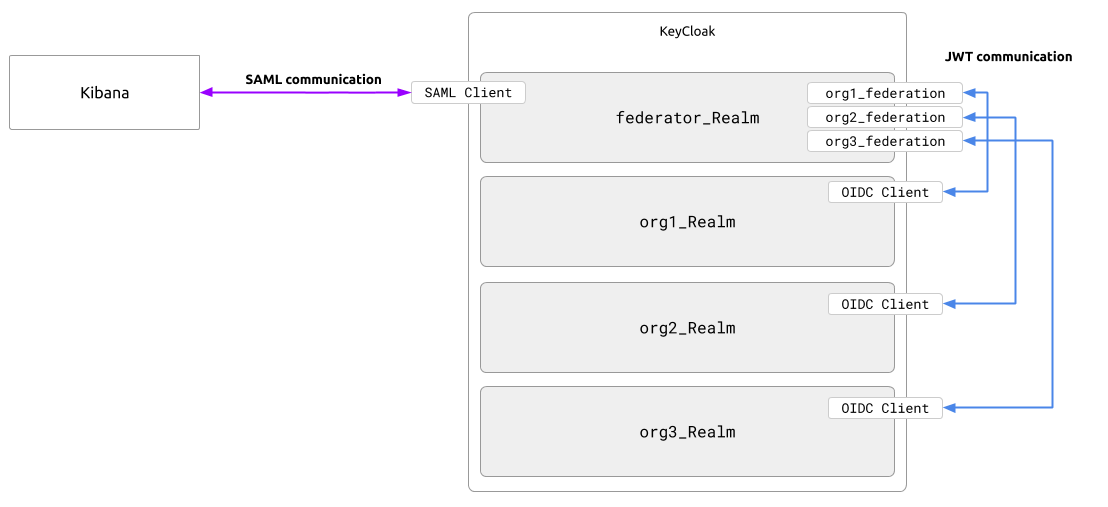 KeyCloak
JWT communication
SAML communication
Kibana
SAML Client
org1_federation
federator_Realm
org2_federation
org3_federation
OIDC Client
org1_Realm
OIDC Client
org2_Realm
OIDC Client
org3_Realm